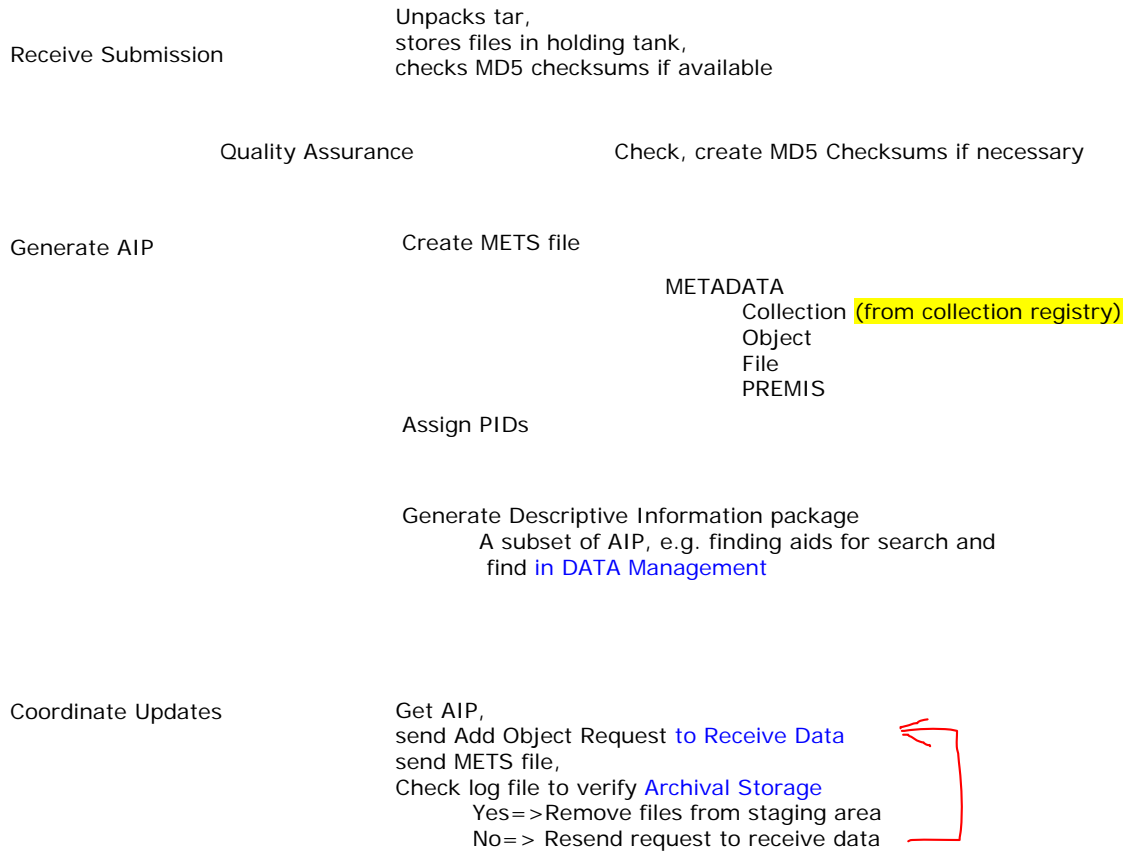 Receive Submission
Unpacks tar,
stores files in holding tank,
checks MD5 checksums if available
Quality Assurance
Check, create MD5 Checksums if necessary
Generate AIP
Create METS file
METADATA
Collection (from collection registry)
Object
File
PREMIS
Assign PIDs
Generate Descriptive Information package
A subset of AIP, e.g. finding aids for search and
find in DATA Management
Coordinate Updates
Get AIP,
send Add Object Request to Receive Data
send METS file,
Check log file to verify Archival Storage
Yes=>Remove files from staging area
No=> Resend request to receive data